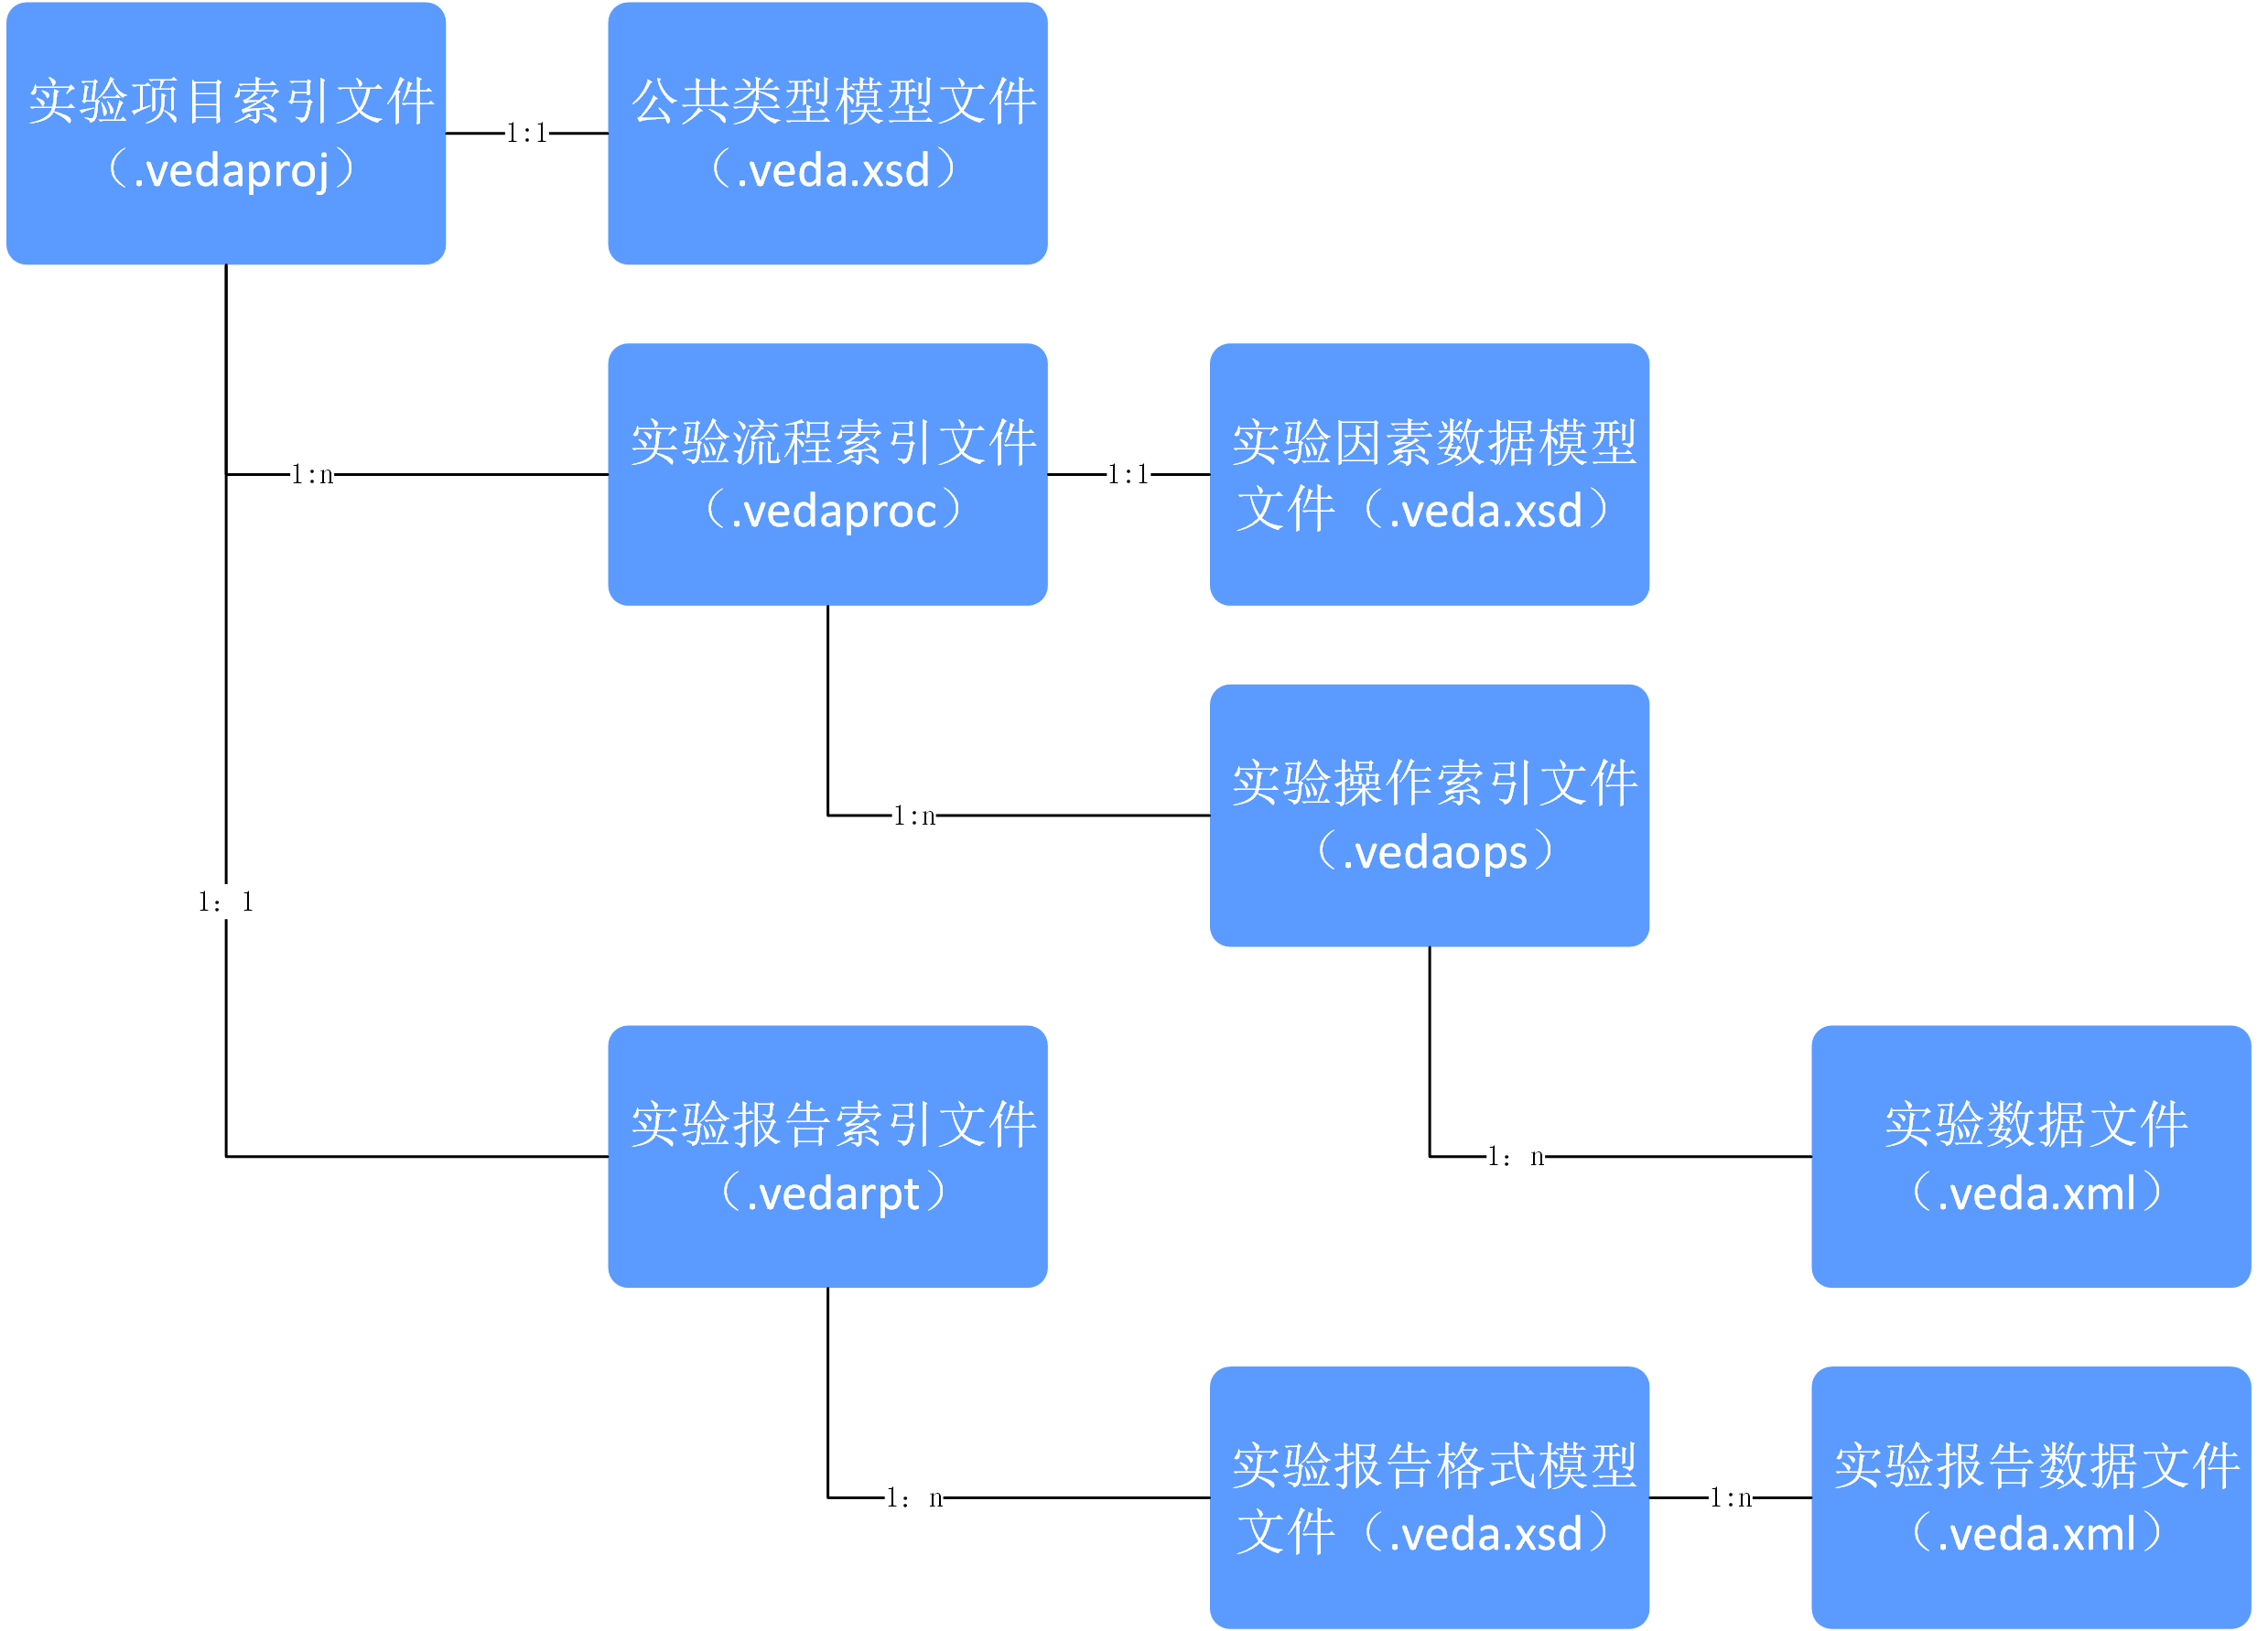 实验项目索引文件
（.vedaproj）
1:1
公共类型模型文件
（.veda.xsd）
1:n
实验流程索引文件
（.vedaproc）
1:1
实验因素数据模型
文件（.veda.xsd）
1:n
实验操作索引文件
（.vedaops）
1：1
实验报告索引文件
（.vedarpt）
1：n
实验数据文件
（.veda.xml）
1：n
实验报告格式模型
文件（.veda.xsd）
1:n
实验报告数据文件
（.veda.xml）